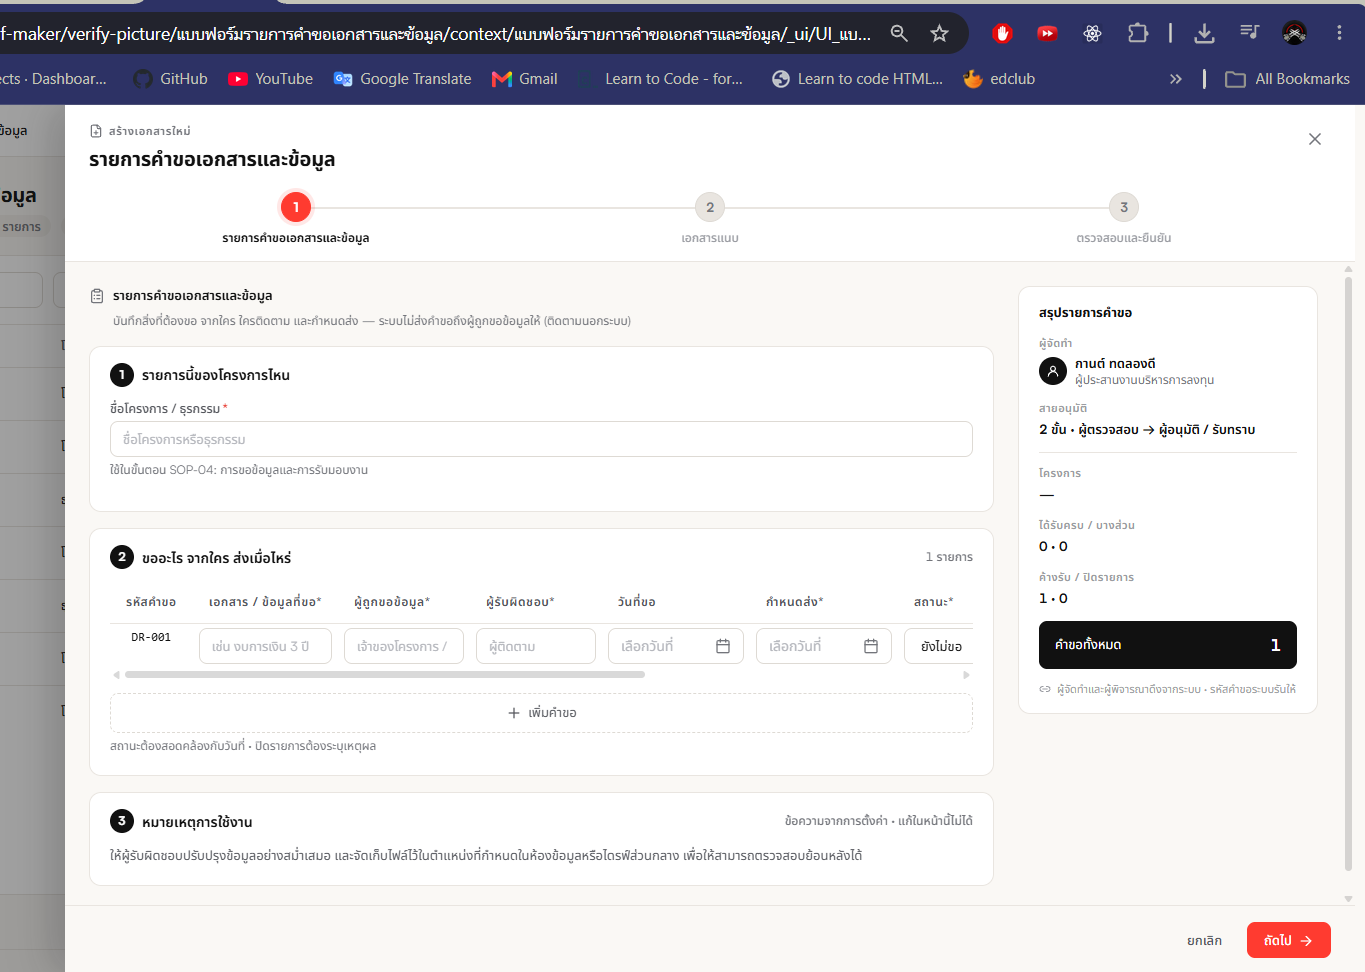 f-maker/verify-picture/แบบฟอร์มรายการคำขอเอกสารและข้อมูล/context/แบบฟอร์มรายการคำขอเอกสารและข้อมูล/_ui/UI_แบ...
ects · Dashboar...
GitHub
YouTube
Google Translate
Gmail
Learn to Code - for...
Learn to code HTML...
edclub
All Bookmarks
ข้อมูล
อมูล
รายการ
สร้างเอกสารใหม่
รายการคำขอเอกสารและข้อมูล
1
2
3
รายการคำขอเอกสารและข้อมูล
เอกสารแนบ
ตรวจสอบและยืนยัน
รายการคำขอเอกสารและข้อมูล
บันทึกสิ่งที่ต้องขอ จากใคร ใครติดตาม และกำหนดส่ง — ระบบไม่ส่งคำขอถึงผู้ถูกขอข้อมูลให้ (ติดตามนอกระบบ)
1 รายการนี้ของโครงการไหน
ชื่อโครงการ / ธุรกรรม *
ชื่อโครงการหรือธุรกรรม
ใช้ในขั้นตอน SOP-04: การขอข้อมูลและการรับมอบงาน
2 ขออะไร จากใคร ส่งเมื่อไหร่
1 รายการ
รหัสคำขอ เอกสาร / ข้อมูลที่ขอ* ผู้ถูกขอข้อมูล* ผู้รับผิดชอบ* วันที่ขอ กำหนดส่ง* สถานะ*
DR-001 เช่น งบการเงิน 3 ปี เจ้าของโครงการ / ผู้ติดตาม เลือกวันที่ เลือกวันที่ ยังไม่ขอ
เพิ่มคำขอ
สถานะต้องสอดคล้องกับวันที่ • ปิดรายการต้องระบุเหตุผล
3 หมายเหตุการใช้งาน
ข้อความจากการตั้งค่า • แก้ในหน้านี้ไม่ได้
ให้ผู้รับผิดชอบปรับปรุงข้อมูลอย่างสม่ำเสมอ และจัดเก็บไฟล์ไว้ในตำแหน่งที่กำหนดในห้องข้อมูลหรือไดรฟ์ส่วนกลาง เพื่อให้สามารถตรวจสอบย้อนหลังได้
สรุปรายการคำขอ
ผู้จัดทำ
กานต์ ทดลองดี
ผู้ประสานงานบริหารการลงทุน
สายอนุมัติ
2 ขั้น • ผู้ตรวจสอบ → ผู้อนุมัติ / รับทราบ
โครงการ
—
ได้รับครบ / บางส่วน
0 • 0
ค้างรับ / ปิดรายการ
1 • 0
คำขอทั้งหมด 1
ผู้จัดทำและผู้พิจารณาดึงจากระบบ • รหัสคำขอระบบรันให้
ยกเลิก
ถัดไป →